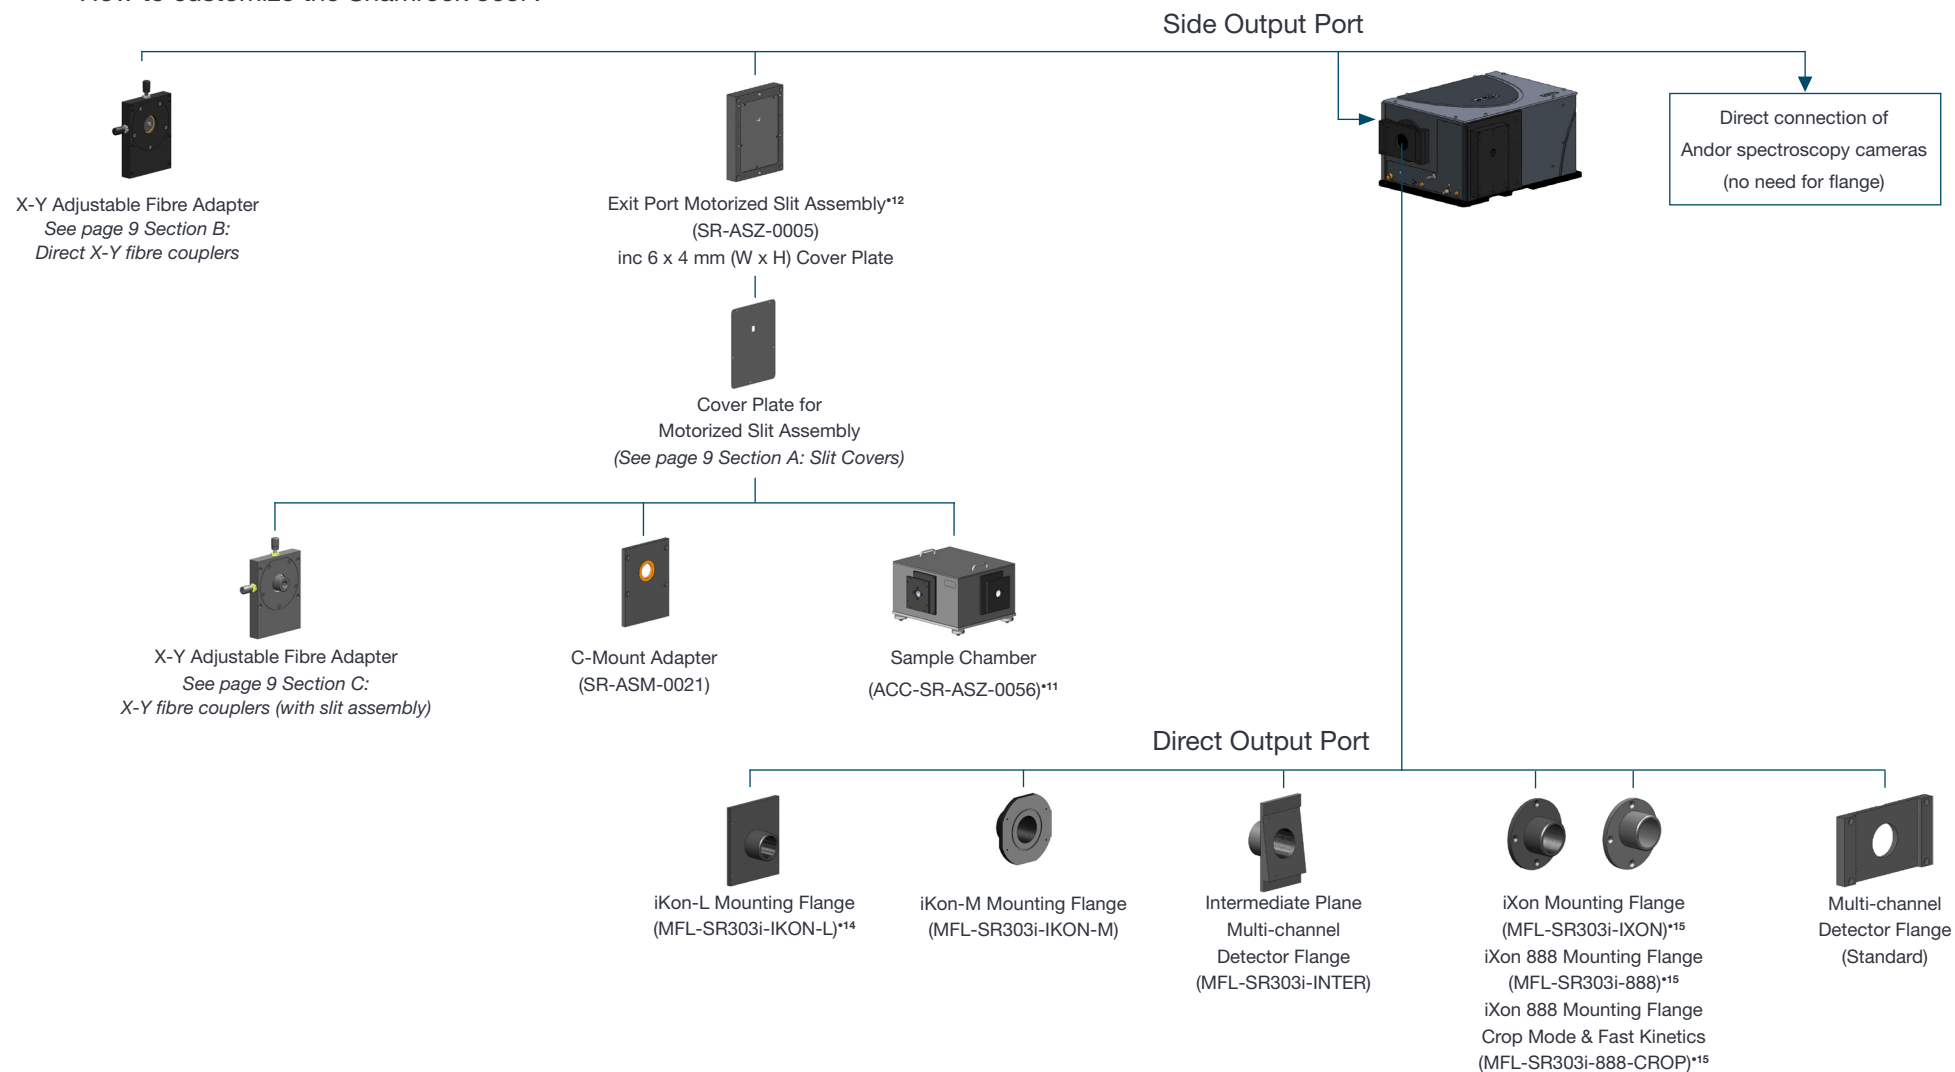 Side Output Port
Direct connection of
Andor spectroscopy cameras
(no need for flange)
X-Y Adjustable Fibre Adapter
See page 9 Section B:
Direct X-Y fibre couplers
Exit Port Motorized Slit Assembly•12
(SR-ASZ-0005)
inc 6 x 4 mm (W x H) Cover Plate
Cover Plate for
Motorized Slit Assembly
(See page 9 Section A: Slit Covers)
X-Y Adjustable Fibre Adapter
See page 9 Section C:
X-Y fibre couplers (with slit assembly)
C-Mount Adapter
(SR-ASM-0021)
Sample Chamber
(ACC-SR-ASZ-0056)•11
Direct Output Port
iKon-L Mounting Flange
(MFL-SR303i-IKON-L)•14
iKon-M Mounting Flange
(MFL-SR303i-IKON-M)
Intermediate Plane
Multi-channel
Detector Flange
(MFL-SR303i-INTER)
iXon Mounting Flange
(MFL-SR303i-IXON)•15
iXon 888 Mounting Flange
(MFL-SR303i-888)•15
iXon 888 Mounting Flange
Crop Mode & Fast Kinetics
(MFL-SR303i-888-CROP)•15
Multi-channel
Detector Flange
(Standard)